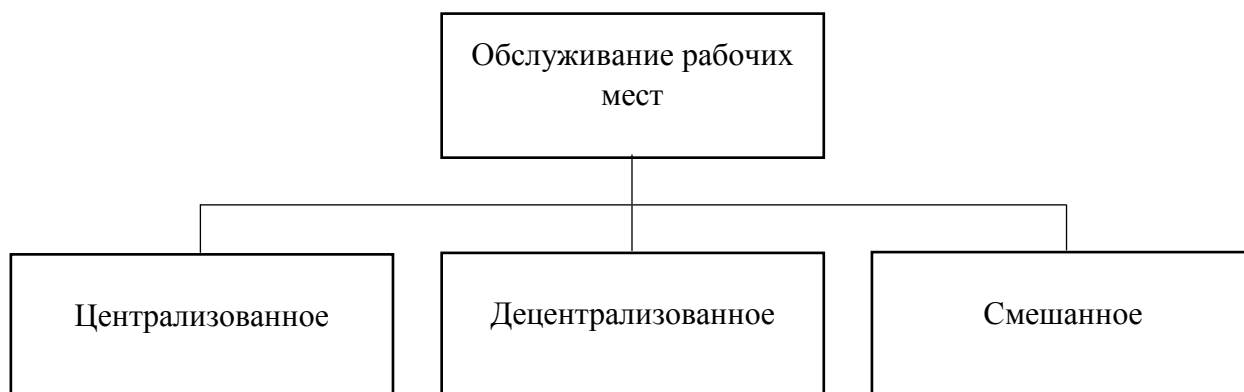 Обслуживание рабочих
мест
Централизованное
Децентрализованное
Смешанное